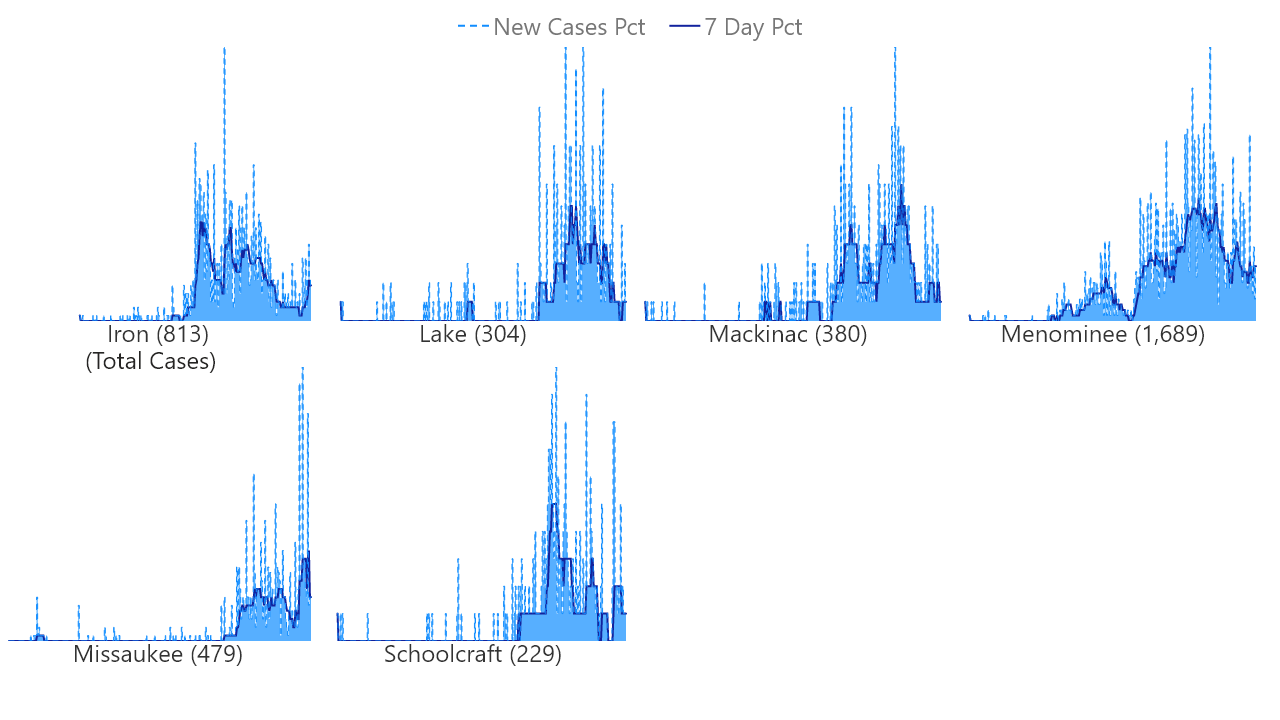 New Cases Pct 7 Day Pct
Iron (813)
(Total Cases)
Lake (304)
Mackinac (380)
Menominee (1,689)
Missaukee (479)
Schoolcraft (229)